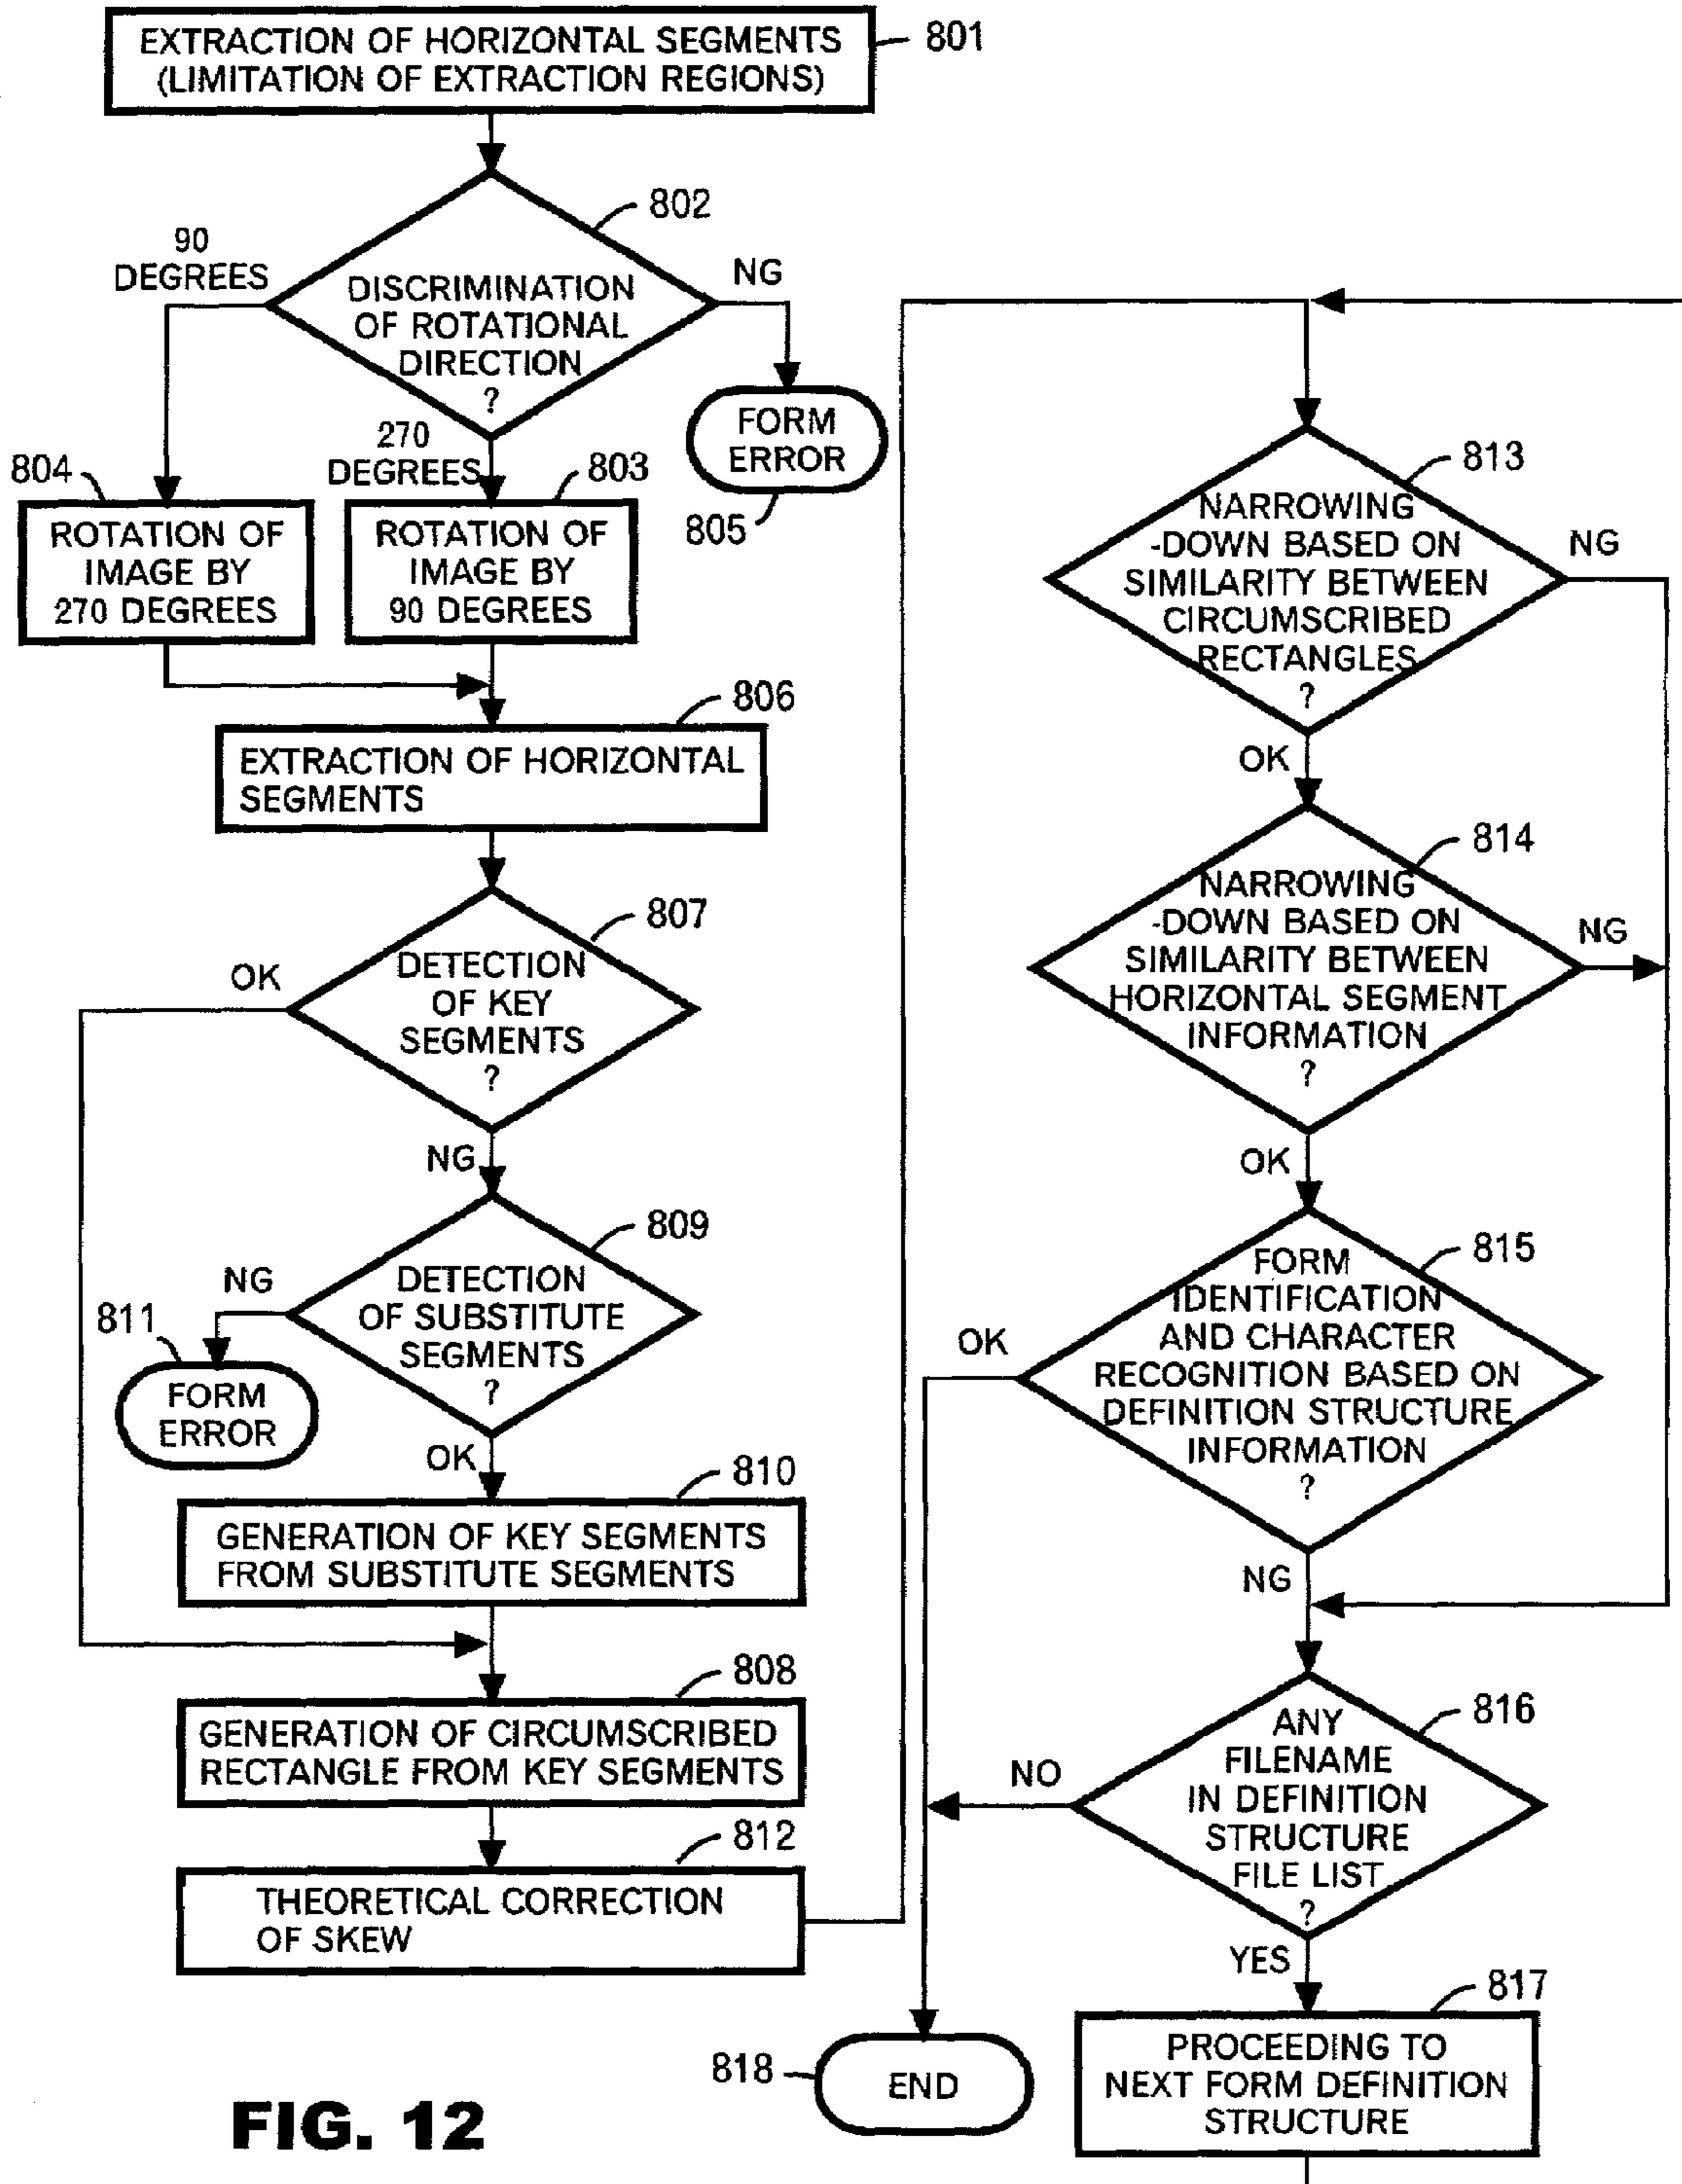 EXTRACTION OF HORIZONTAL SEGMENTS
(LIMITATION OF EXTRACTION REGIONS)
801
802
90
DEGREES
NG
DISCRIMINATION
OF ROTATIONAL
DIRECTION
?
FORM
ERROR
805
270
DEGREES
804
803
ROTATION OF
IMAGE BY
270 DEGREES
ROTATION OF
IMAGE BY
90 DEGREES
806
EXTRACTION OF HORIZONTAL
SEGMENTS
807
OK
DETECTION
OF KEY
SEGMENTS
?
NG
809
NG
DETECTION
OF SUBSTITUTE
SEGMENTS
?
811
FORM
ERROR
OK
810
GENERATION OF KEY SEGMENTS
FROM SUBSTITUTE SEGMENTS
808
GENERATION OF CIRCUMSCRIBED
RECTANGLE FROM KEY SEGMENTS
812
THEORETICAL CORRECTION
OF SKEW
813
NARROWING
-DOWN BASED ON
SIMILARITY BETWEEN
CIRCUMSCRIBED
RECTANGLES
?
NG
OK
814
NARROWING
-DOWN BASED ON
SIMILARITY BETWEEN
HORIZONTAL SEGMENT
INFORMATION
?
NG
OK
815
FORM
IDENTIFICATION
AND CHARACTER
RECOGNITION BASED ON
DEFINITION STRUCTURE
INFORMATION
?
OK
NG
816
ANY
FILENAME
IN DEFINITION
STRUCTURE
FILE LIST
?
NO
YES
817
PROCEEDING TO
NEXT FORM DEFINITION
STRUCTURE
818
END
FIG. 12